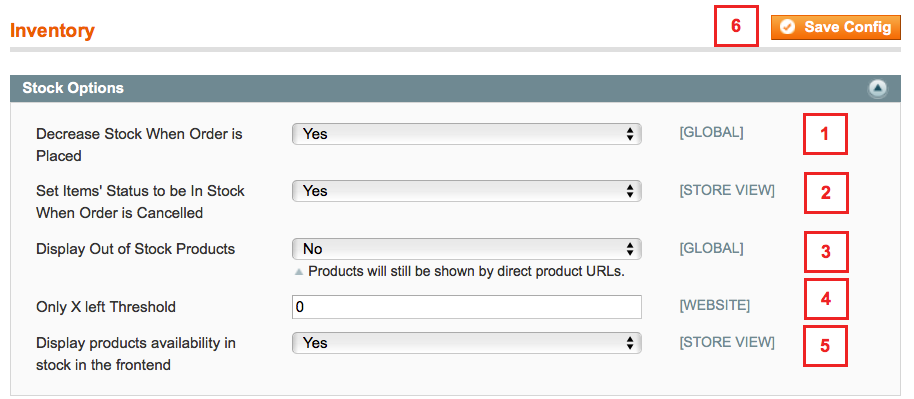 Inventory
6
Save Config
Stock Options
Decrease Stock When Order is
Placed
Yes
[GLOBAL]
1
Set Items' Status to be In Stock
When Order is Cancelled
Yes
[STORE VIEW]
2
Display Out of Stock Products
No
[GLOBAL]
3
Products will still be shown by direct product URLs.
Only X left Threshold
0
[WEBSITE]
4
Display products availability in
stock in the frontend
Yes
[STORE VIEW]
5